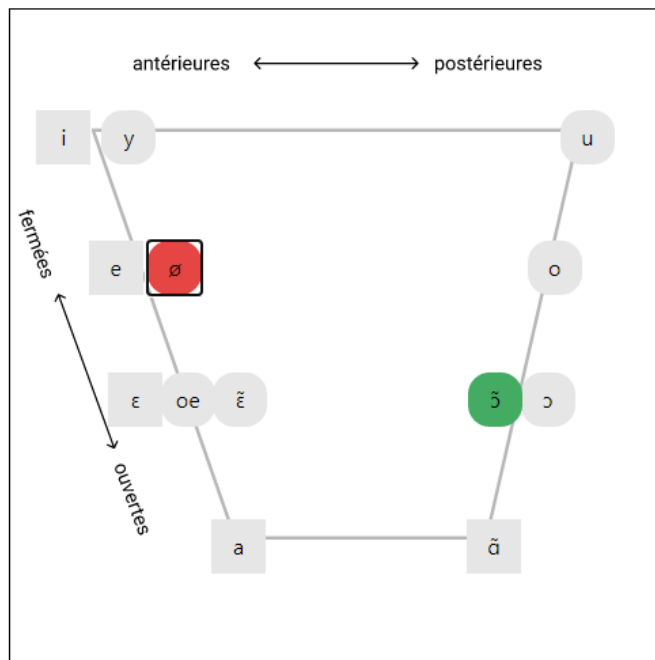 antérieures postérieures
i y u
fermées
e ø o
ɛ oe ɛ̃ ɔ̃ ɔ
ouvertes
a ɑ̃